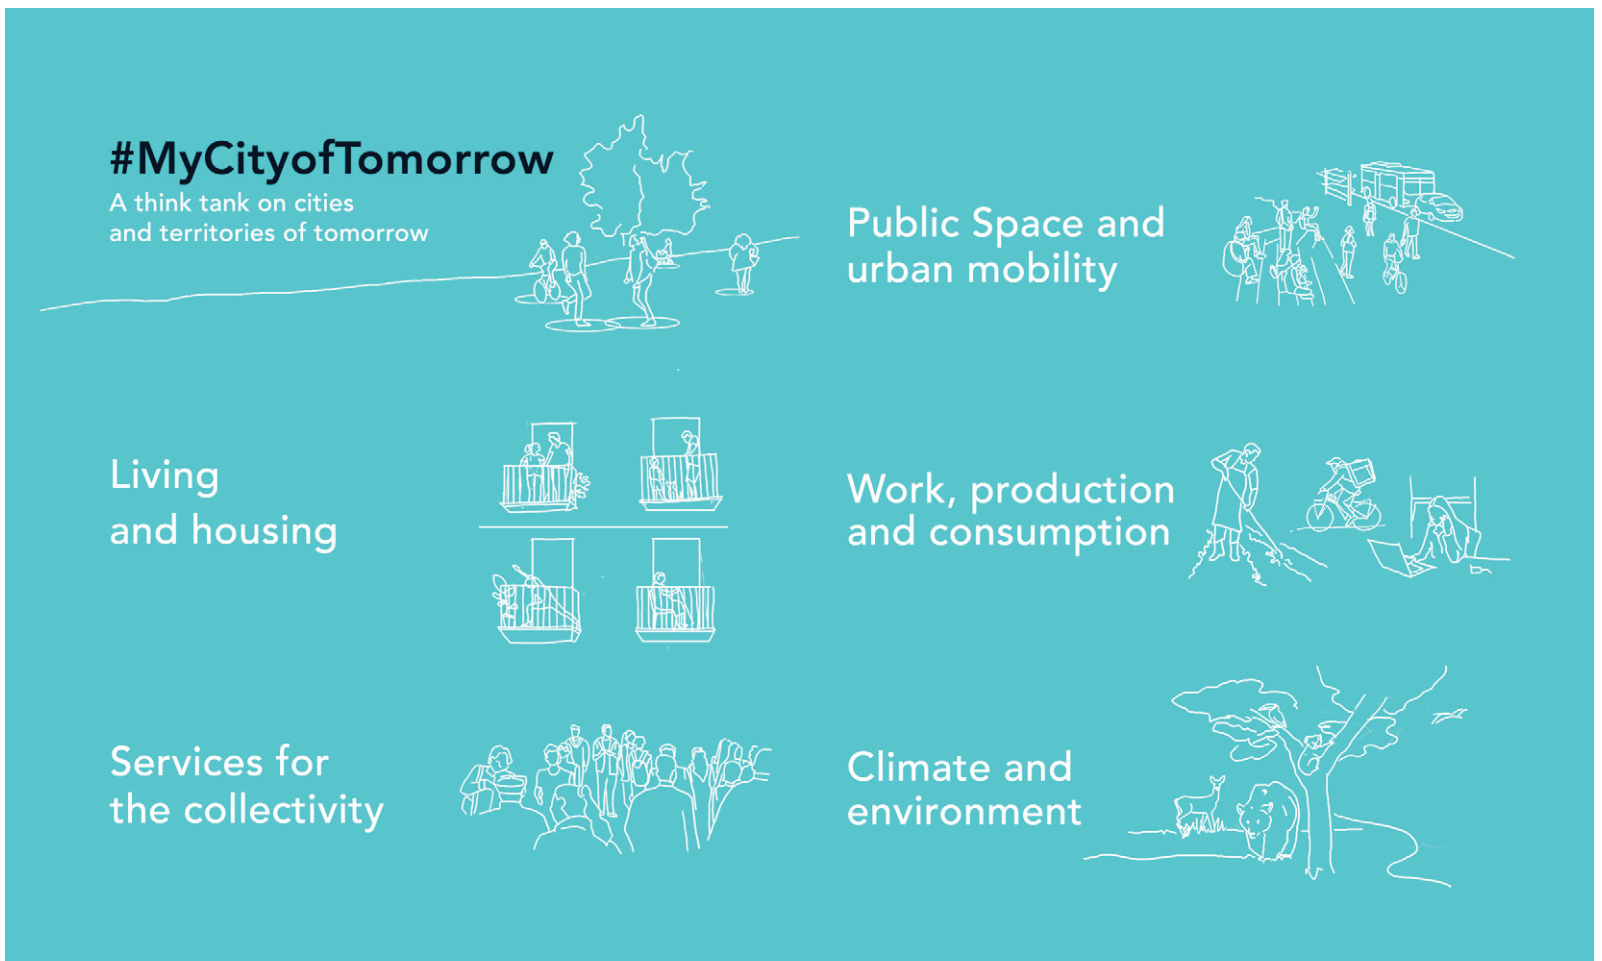 #MyCityofTomorrow
A think tank on cities
and territories of tomorrow
Public Space and
urban mobility
Living
and housing
Work, production
and consumption
Services for
the collectivity
Climate and
environment